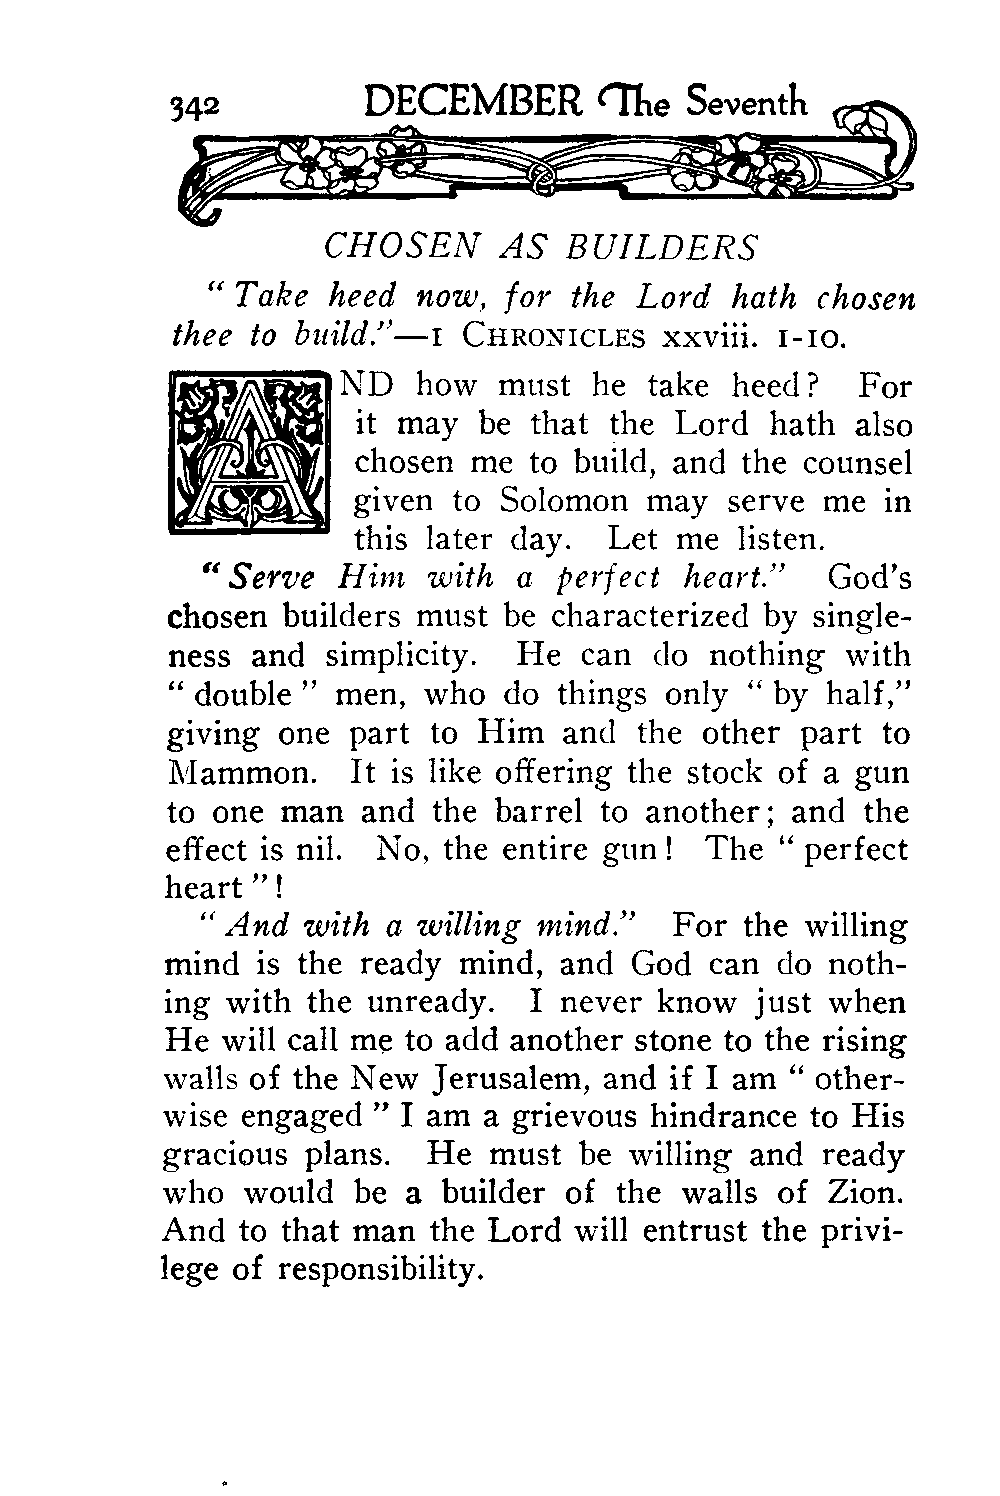 342 DECEMBER The Seventh
CHOSEN AS BUILDERS
" Take heed now, for the Lord hath chosen
thee to build."—1 CHRONICLES xxviii. 1-10.
AND how must he take heed? For
it may be that the Lord hath also
chosen me to build, and the counsel
given to Solomon may serve me in
this later day. Let me listen.
" Serve Him with a perfect heart." God's
chosen builders must be characterized by single-
ness and simplicity. He can do nothing with
" double " men, who do things only " by half,"
giving one part to Him and the other part to
Mammon. It is like offering the stock of a gun
to one man and the barrel to another; and the
effect is nil. No, the entire gun! The " perfect
heart "!
" And with a willing mind." For the willing
mind is the ready mind, and God can do noth-
ing with the unready. I never know just when
He will call me to add another stone to the rising
walls of the New Jerusalem, and if I am " other-
wise engaged " I am a grievous hindrance to His
gracious plans. He must be willing and ready
who would be a builder of the walls of Zion.
And to that man the Lord will entrust the privi-
lege of responsibility.